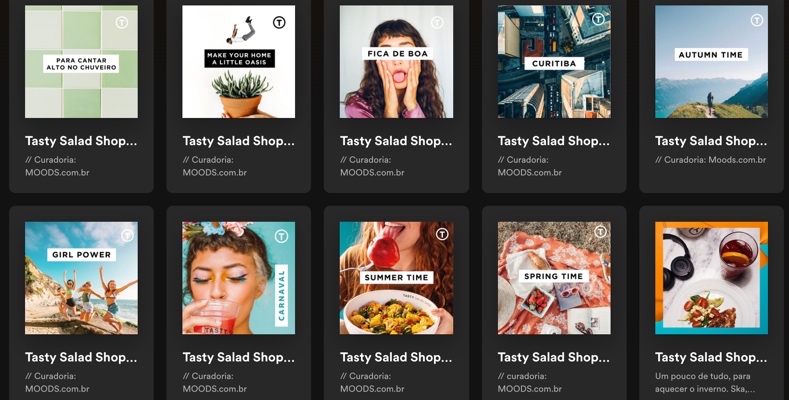 PARA CANTAR
ALTO NO CHUVEIRO
T
Tasty Salad Shop...
// Curadoria:
MOODS.com.br
MAKE YOUR HOME
A LITTLE OASIS
T
Tasty Salad Shop...
// Curadoria:
MOODS.com.br
FICA DE BOA
T
Tasty Salad Shop...
// Curadoria:
MOODS.com.br
CURITIBA
T
Tasty Salad Shop...
// Curadoria:
MOODS.com.br
AUTUMN TIME
T
Tasty Salad Shop...
// Curadoria: Moods.com.br
GIRL POWER
T
Tasty Salad Shop...
// Curadoria:
MOODS.com.br
CARNAVAL
T
TASTY
Tasty Salad Shop...
// Curadoria:
MOODS.com.br
SUMMER TIME
T
Tasty Salad Shop...
// Curadoria:
MOODS.com.br
SPRING TIME
T
Tasty Salad Shop...
// curadoria:
MOODS.com.br
Tasty Salad Shop...
Um pouco de tudo, para
aquecer o inverno. Ska,...